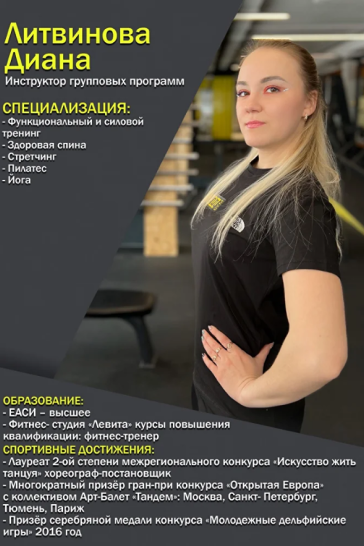 Литвинова
Диана
Инструктор групповых программ
СПЕЦИАЛИЗАЦИЯ:
- Функциональный и силовой
тренинг
- Здоровая спина
- Стретчинг
- Пилатес
- Йога
ОБРАЗОВАНИЕ:
- ЕАСИ – высшее
- Фитнес- студия «Левита» курсы повышения
квалификации: фитнес-тренер
СПОРТИВНЫЕ ДОСТИЖЕНИЯ:
- Лауреат 2-ой степени межрегионального конкурса «Искусство жить
танцуя» хореограф-постановщик
- Многократный призёр гран-при конкурса «Открытая Европа»
с коллективом Арт-Балет «Тандем»: Москва, Санкт- Петербург,
Тюмень, Париж
- Призёр серебряной медали конкурса «Молодежные дельфийские
игры» 2016 год